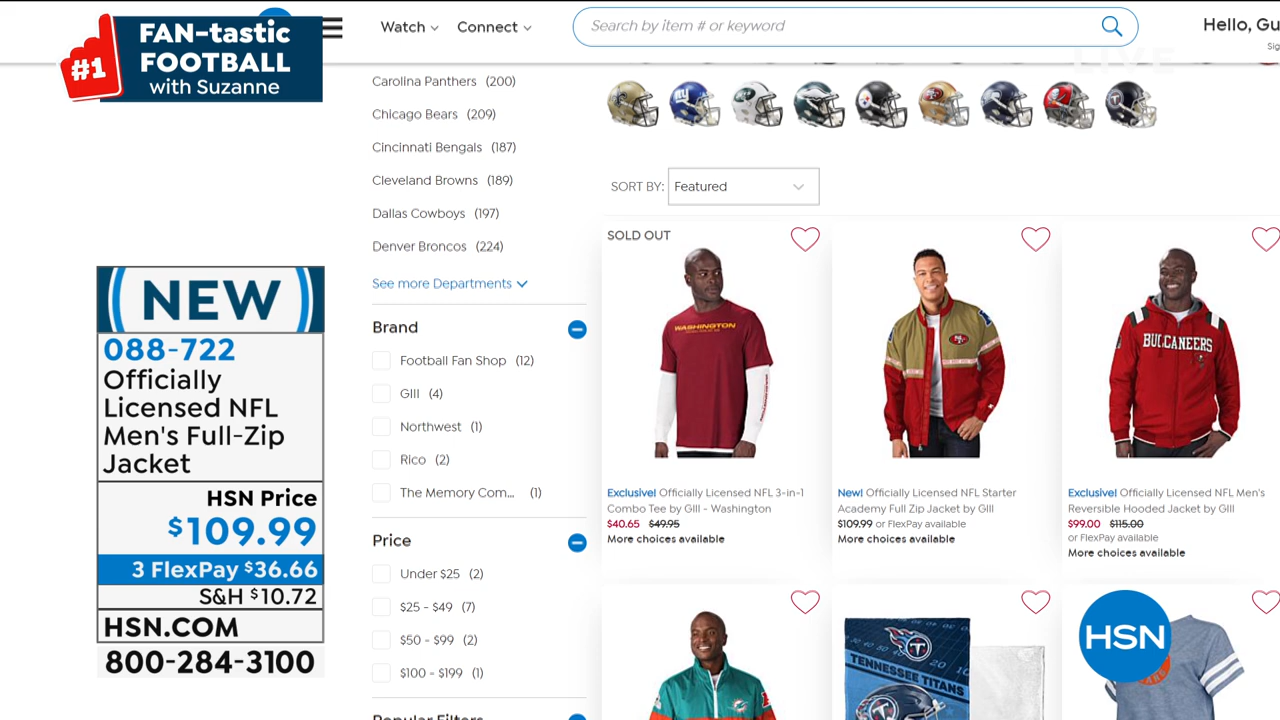 FAN-tastic
FOOTBALL
with Suzanne
#1
Watch
Connect
Search by item # or keyword
Hello, Gu
Sig
LIVE
Carolina Panthers (200)
Chicago Bears (209)
Cincinnati Bengals (187)
Cleveland Browns (189)
Dallas Cowboys (197)
Denver Broncos (224)
See more Departments
Brand
Football Fan Shop (12)
GIII (4)
Northwest (1)
Rico (2)
The Memory Com... (1)
Price
Under $25 (2)
$25 - $49 (7)
$50 - $99 (2)
$100 - $199 (1)
Popular Filters
NEW
088-722
Officially
Licensed NFL
Men's Full-Zip
Jacket
HSN Price
$109.99
3 FlexPay $36.66
S&H $10.72
HSN.COM
800-284-3100
SORT BY: Featured
SOLD OUT
WASHINGTON
Exclusive! Officially Licensed NFL 3-in-1
Combo Tee by GIII - Washington
$40.65 $49.95
More choices available
New! Officially Licensed NFL Starter
Academy Full Zip Jacket by GIII
$109.99 or FlexPay available
More choices available
BUCCANEERS
Exclusive! Officially Licensed NFL Men's
Reversible Hooded Jacket by GIII
$99.00 $115.00
or FlexPay available
More choices available
TENNESSEE TITANS
HSN